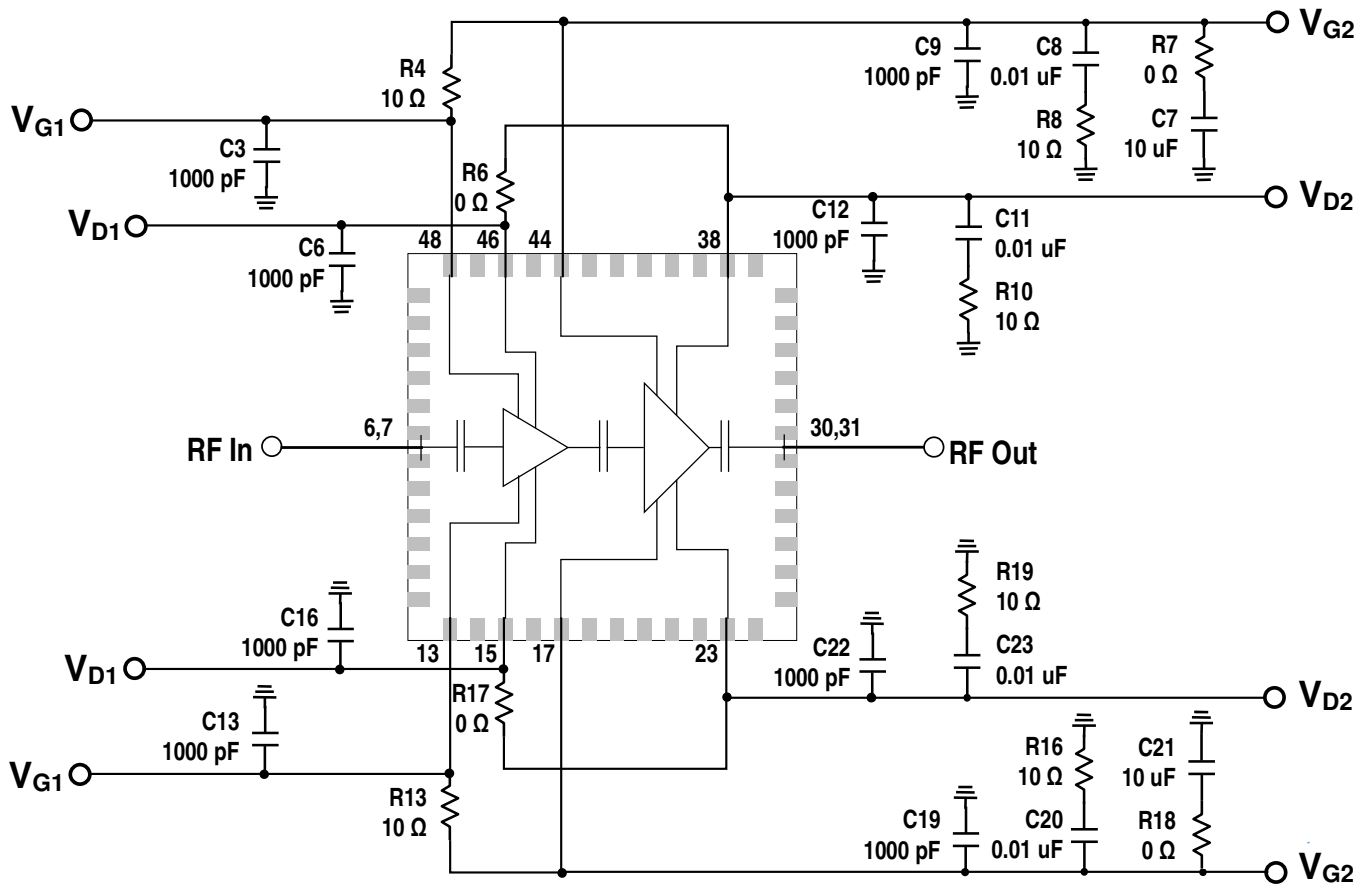 C9
1000 pF
C8
0.01 uF
R7
0 Ω
VG2
R4
10 Ω
VG1
C3
1000 pF
R8
10 Ω
C7
10 uF
R6
0 Ω
VD1
C6
1000 pF
48
46
44
38
C12
1000 pF
C11
0.01 uF
VD2
R10
10 Ω
RF In
6,7
30,31
RF Out
R19
10 Ω
C16
1000 pF
13
15
17
23
C22
1000 pF
C23
0.01 uF
VD1
R17
0 Ω
VD2
C13
1000 pF
VG1
R13
10 Ω
R16
10 Ω
C21
10 uF
C19
1000 pF
C20
0.01 uF
R18
0 Ω
VG2